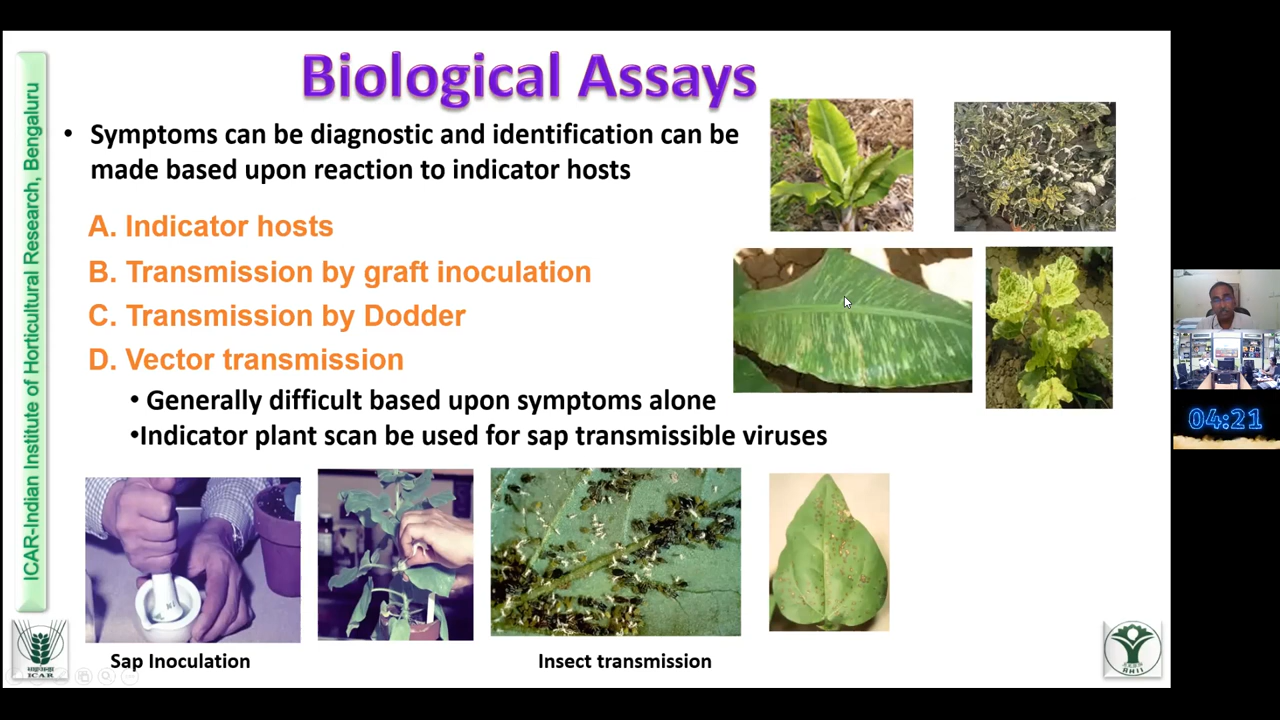 Biological Assays
• Symptoms can be diagnostic and identification can be
made based upon reaction to indicator hosts
A. Indicator hosts
B. Transmission by graft inoculation
C. Transmission by Dodder
D. Vector transmission
• Generally difficult based upon symptoms alone
•Indicator plant scan be used for sap transmissible viruses
Sap Inoculation
Insect transmission
ICAR-Indian Institute of Horticultural Research, Bengaluru
ICAR
04:21